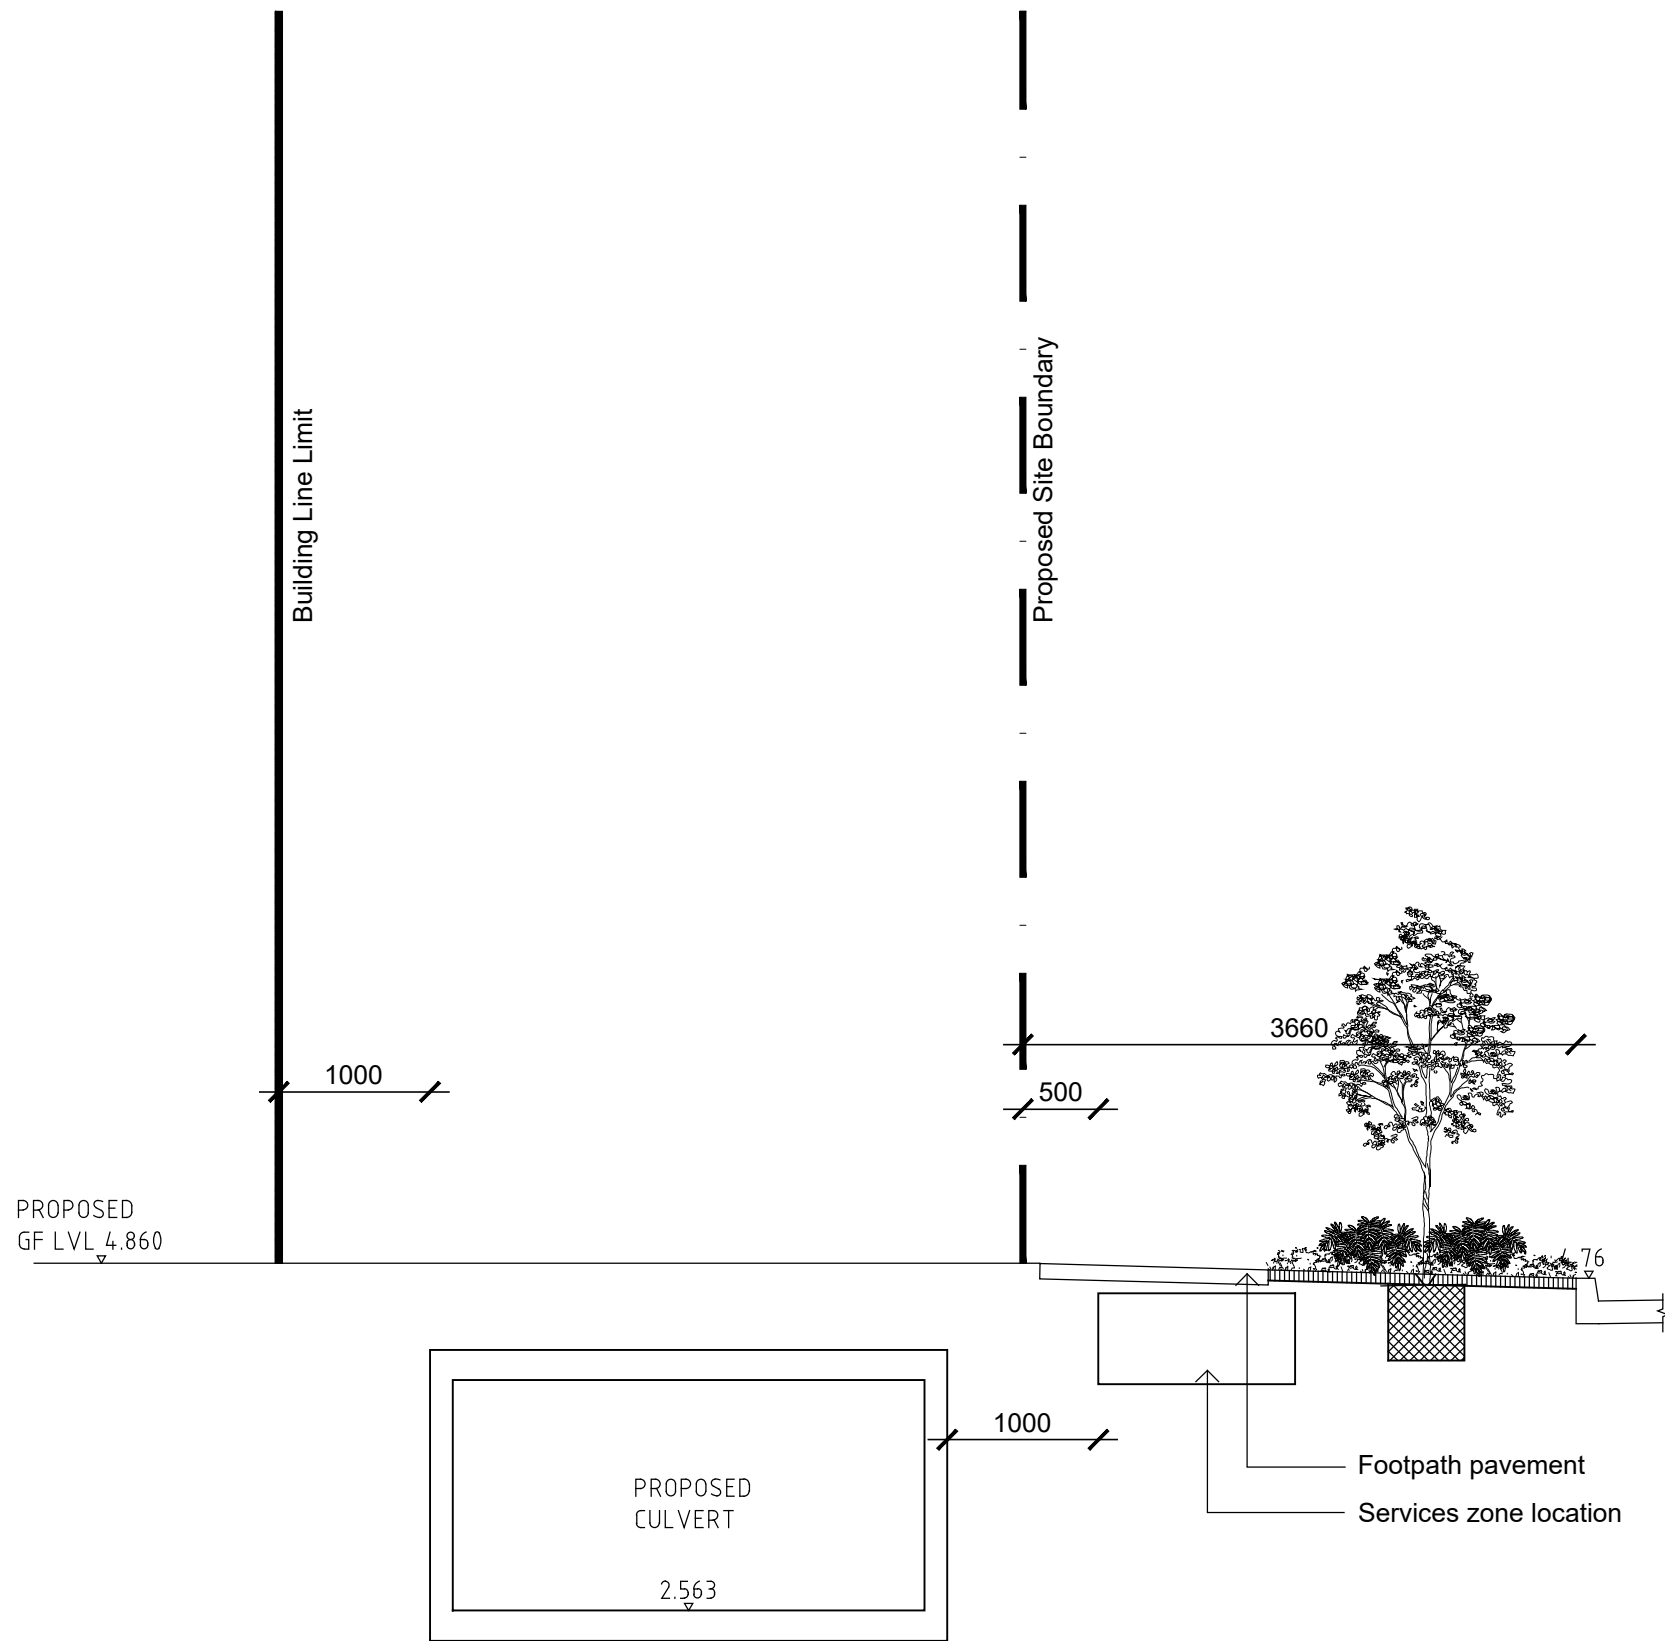 Building Line Limit
Proposed Site Boundary
3660
1000
500
PROPOSED
GF LVL 4.860
76
1000
Footpath pavement
PROPOSED
CULVERT
Services zone location
2.563